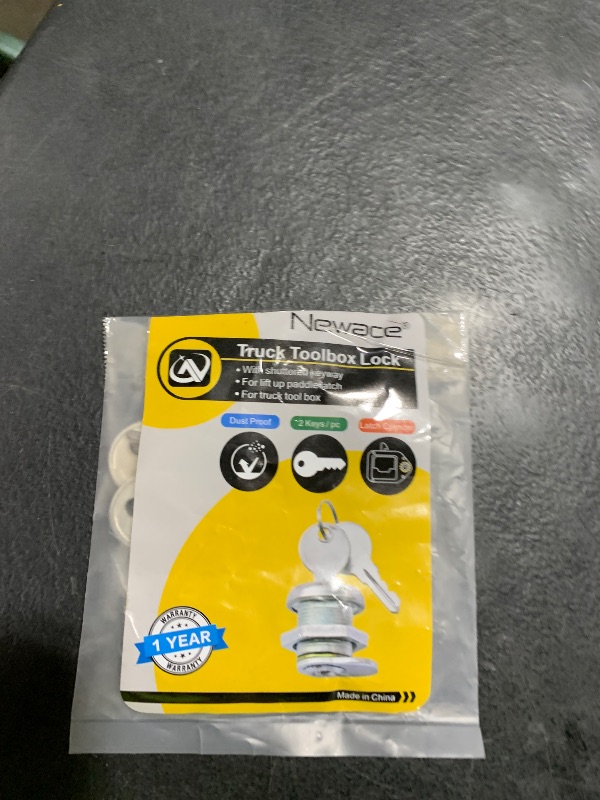 Newace®
Truck Toolbox Lock
• With shuttered keyway
• For lift up paddle latch
• For truck tool box
Dust Proof
2 Keys / pc
Latch Cylinder
WARRANTY
1 YEAR
WARRANTY
Made in China